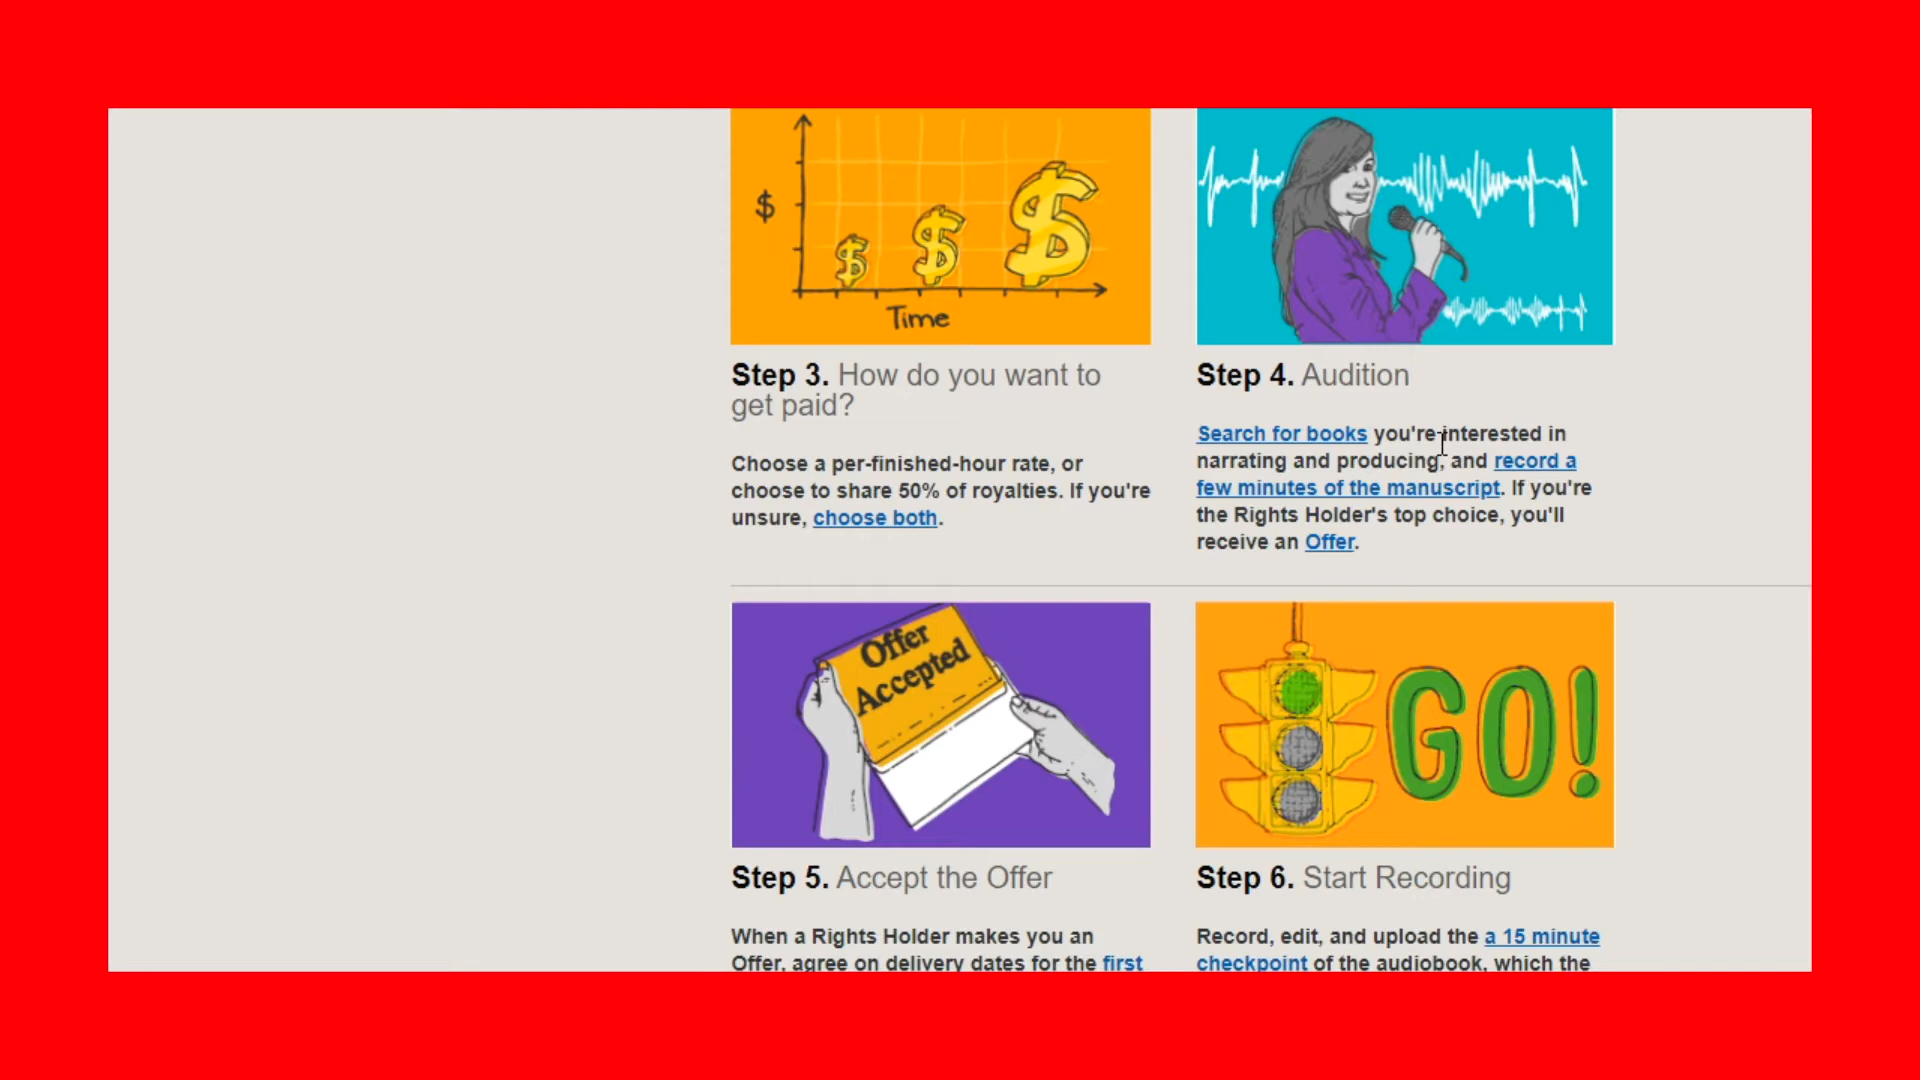 $
Time
Step 3. How do you want to
get paid?
Choose a per-finished-hour rate, or
choose to share 50% of royalties. If you're
unsure, choose both.
Step 4. Audition
Search for books you're interested in
narrating and producing, and record a
few minutes of the manuscript. If you're
the Rights Holder's top choice, you'll
receive an Offer.
Offer
Accepted
Step 5. Accept the Offer
When a Rights Holder makes you an
Offer, agree on delivery dates for the first
GO!
Step 6. Start Recording
Record, edit, and upload the a 15 minute
checkpoint of the audiobook, which the